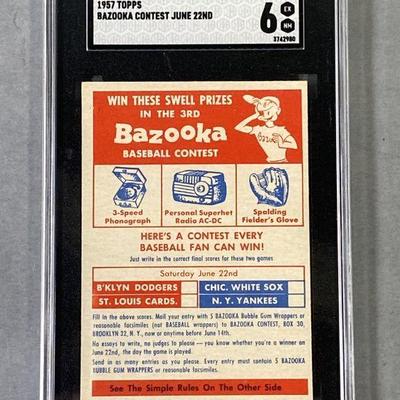 1957 TOPPS
BAZOOKA CONTEST JUNE 22ND
6
EX
NM
3742980
WIN THESE SWELL PRIZES
IN THE 3RD
Bazooka
BASEBALL CONTEST
3-Speed
Phonograph
Personal Superhet
Radio AC-DC
Spalding
Fielder's Glove
HERE'S A CONTEST EVERY
BASEBALL FAN CAN WIN!
Just write in the correct final scores for these two games
Saturday June 22nd
B'KLYN DODGERS
ST. LOUIS CARDS.
CHIC. WHITE SOX
N. Y. YANKEES
Fill in the above scores. Mail your entry with 5 BAZOOKA Bubble Gum Wrappers or
reasonable facsimiles (not BASEBALL wrappers) to BAZOOKA CONTEST, BOX 30,
BROOKLYN 32, N. Y., now or anytime before June 14th.
No essays to write, no judges to please — you know whether you're a winner on
June 22nd, the day the game is played.
Send in as many entries as you please. Every entry must contain 5 BAZOOKA
BUBBLE GUM WRAPPERS or reasonable facsimiles.
See The Simple Rules On The Other Side